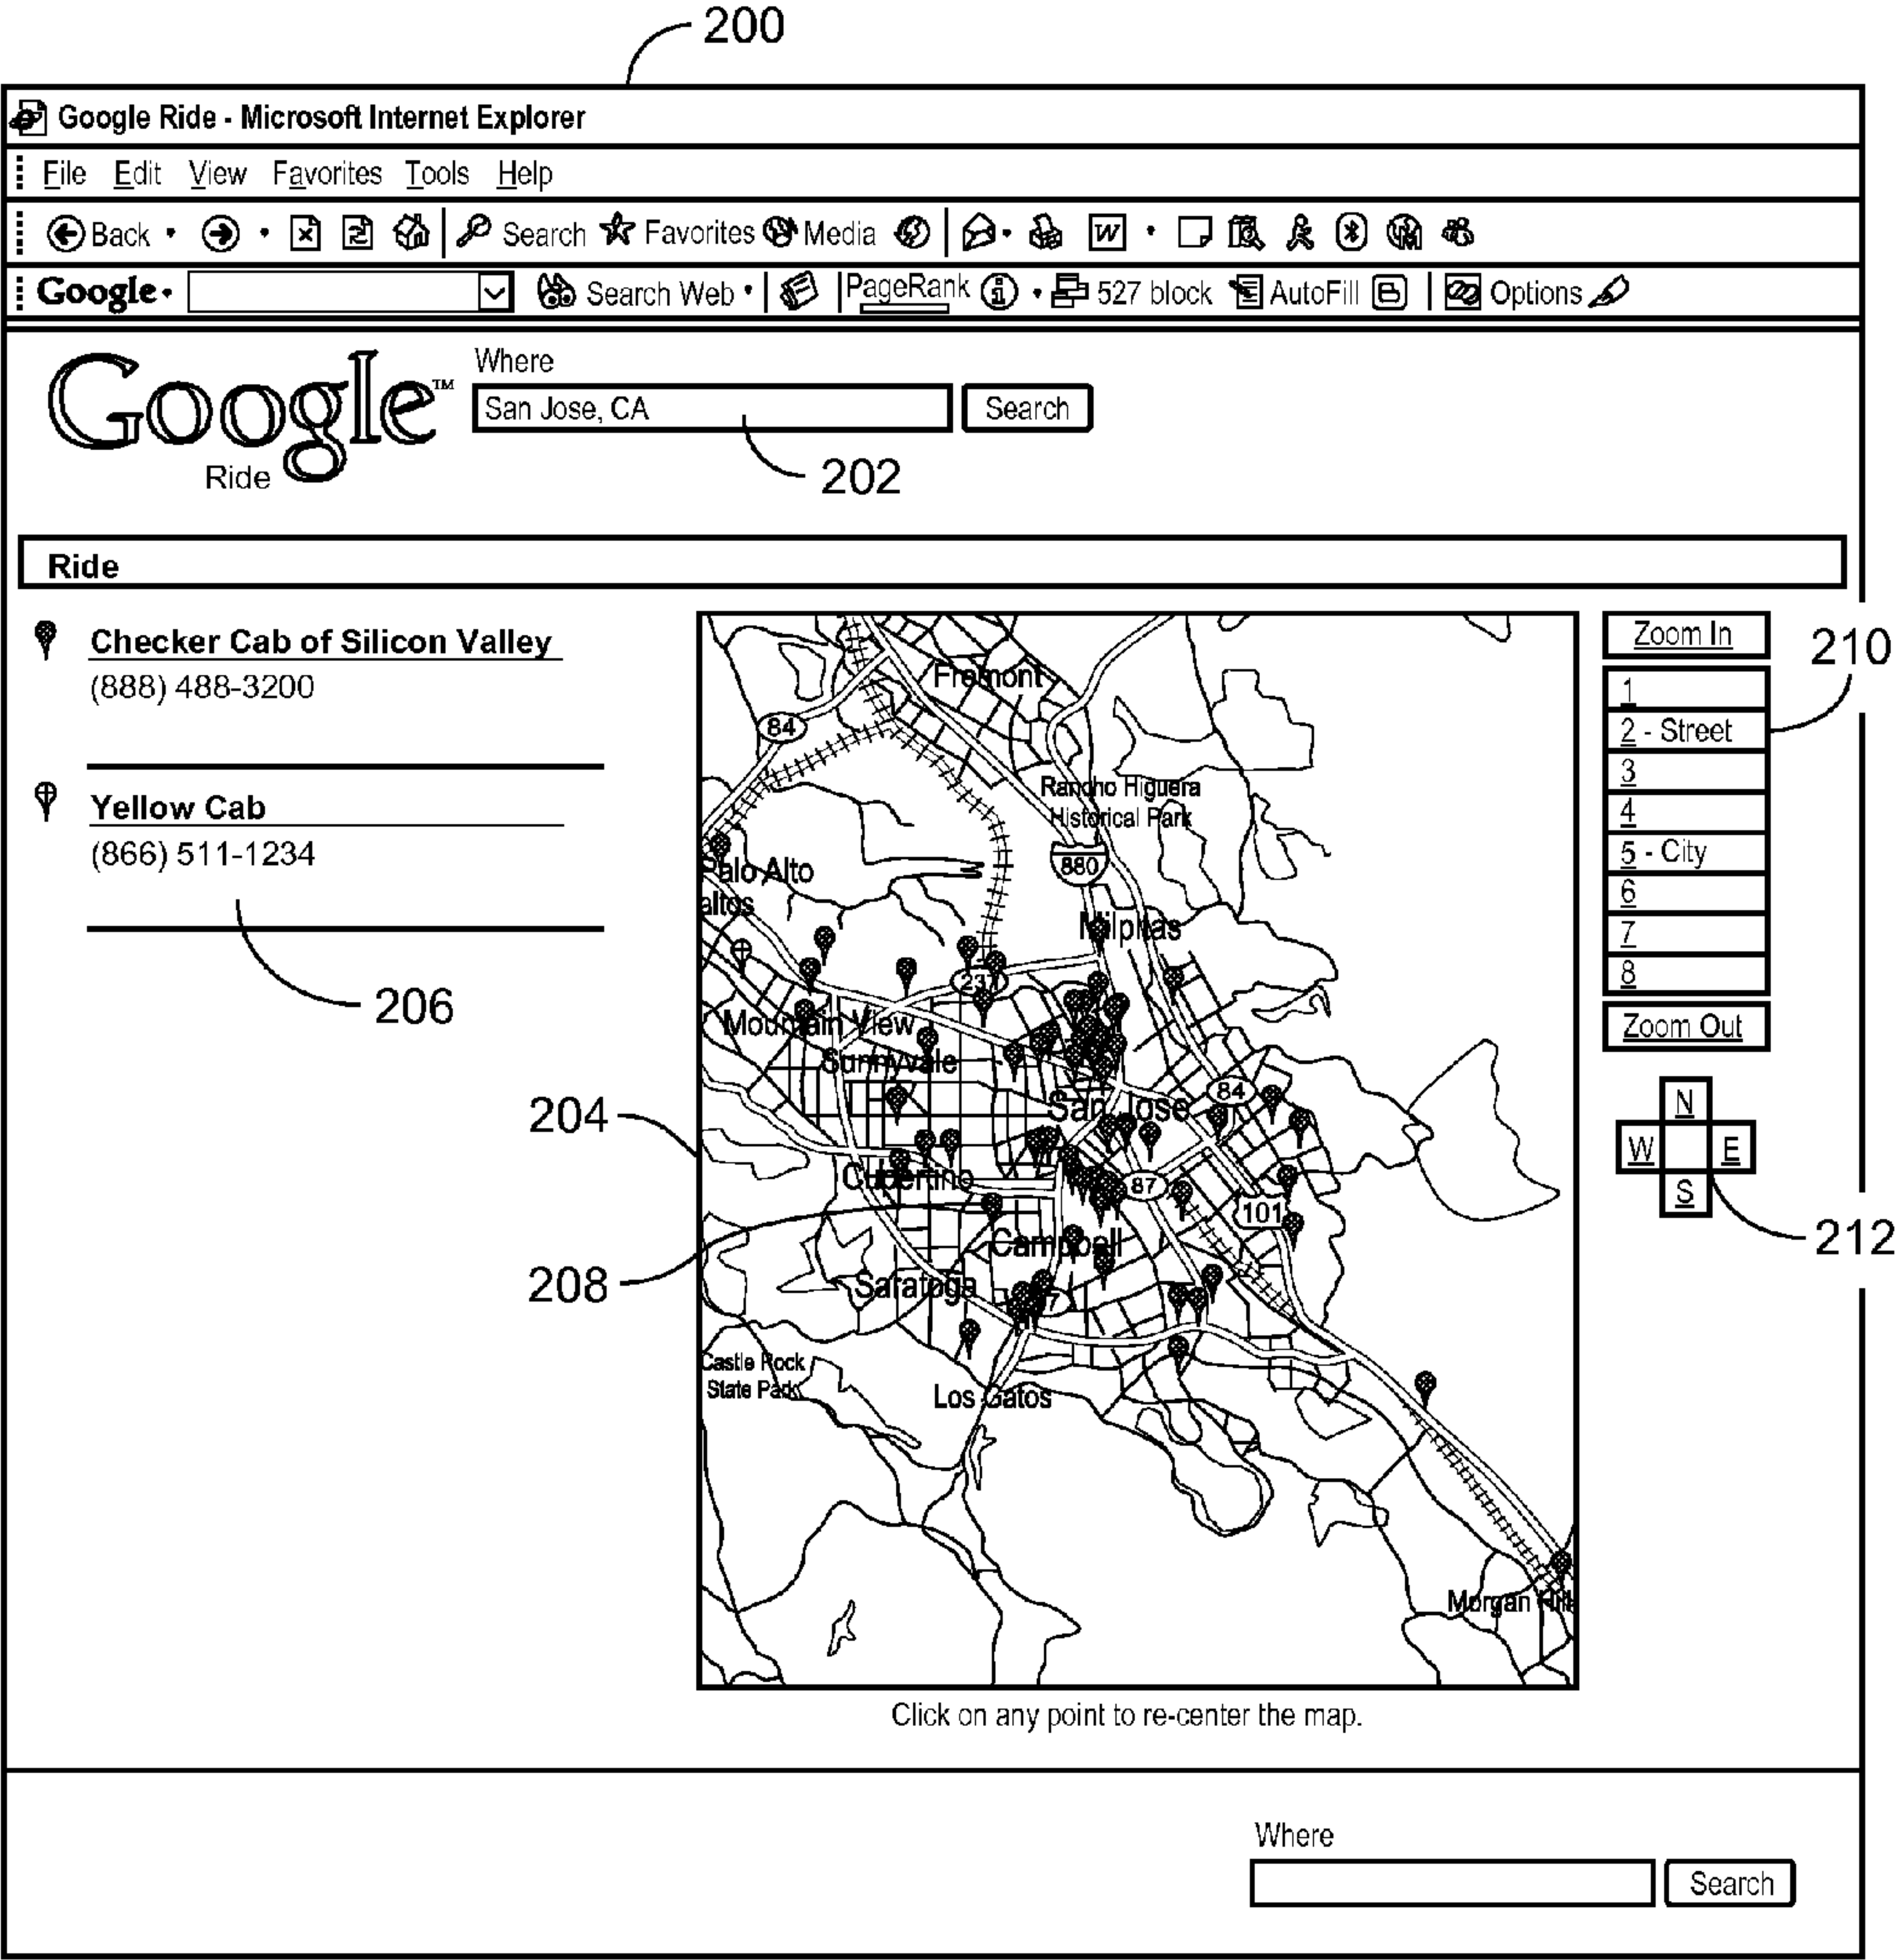 200
Google Ride - Microsoft Internet Explorer
File Edit View Favorites Tools Help
Back Search Favorites Media W
Google Search Web PageRank 527 block AutoFill Options
Google™
Ride
Where
San Jose, CA Search
202
Ride
Checker Cab of Silicon Valley
(888) 488-3200
Yellow Cab
(866) 511-1234
206
204
208
Fremont
84
Rancho Higuera
Historical Park
880
Palo Alto
altos
Milpitas
237
Mountain View
Sunnyvale
84
San Jose
Cupertino
87
101
Campbell
Saratoga
Castle Rock
State Park
Los Gatos
Morgan Hill
Click on any point to re-center the map.
Zoom In
1
2 - Street
3
4
5 - City
6
7
8
Zoom Out
210
N
W E
S
212
Where
Search